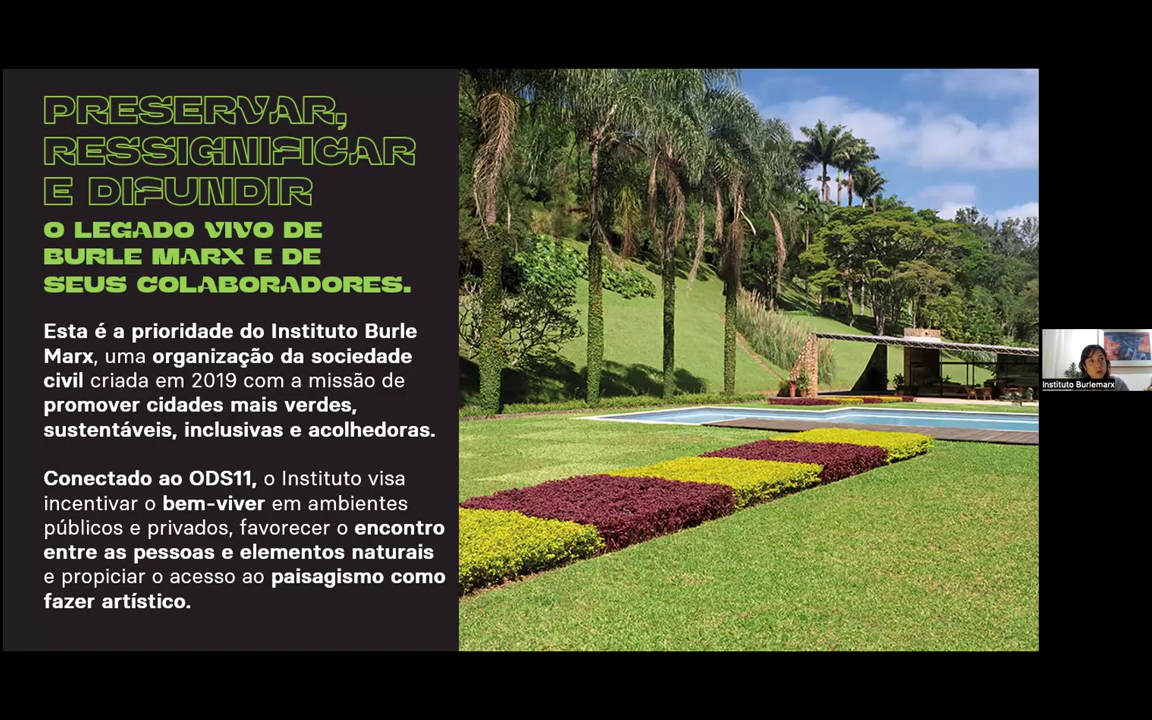 PRESERVAR,
RESSIGNIFICAR
E DIFUNDIR
O LEGADO VIVO DE
BURLE MARX E DE
SEUS COLABORADORES.
Esta é a prioridade do Instituto Burle
Marx, uma organização da sociedade
civil criada em 2019 com a missão de
promover cidades mais verdes,
sustentáveis, inclusivas e acolhedoras.
Conectado ao ODS11, o Instituto visa
incentivar o bem-viver em ambientes
públicos e privados, favorecer o encontro
entre as pessoas e elementos naturais
e propiciar o acesso ao paisagismo como
fazer artístico.
Instituto Burlemarx